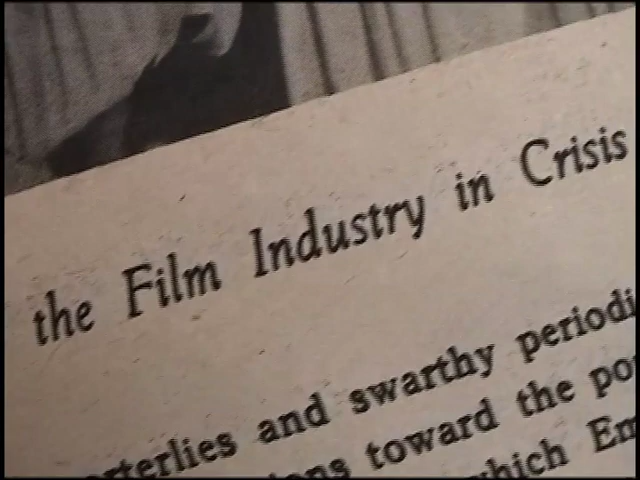 the Film Industry in Crisis
and swarthy
toward the
which